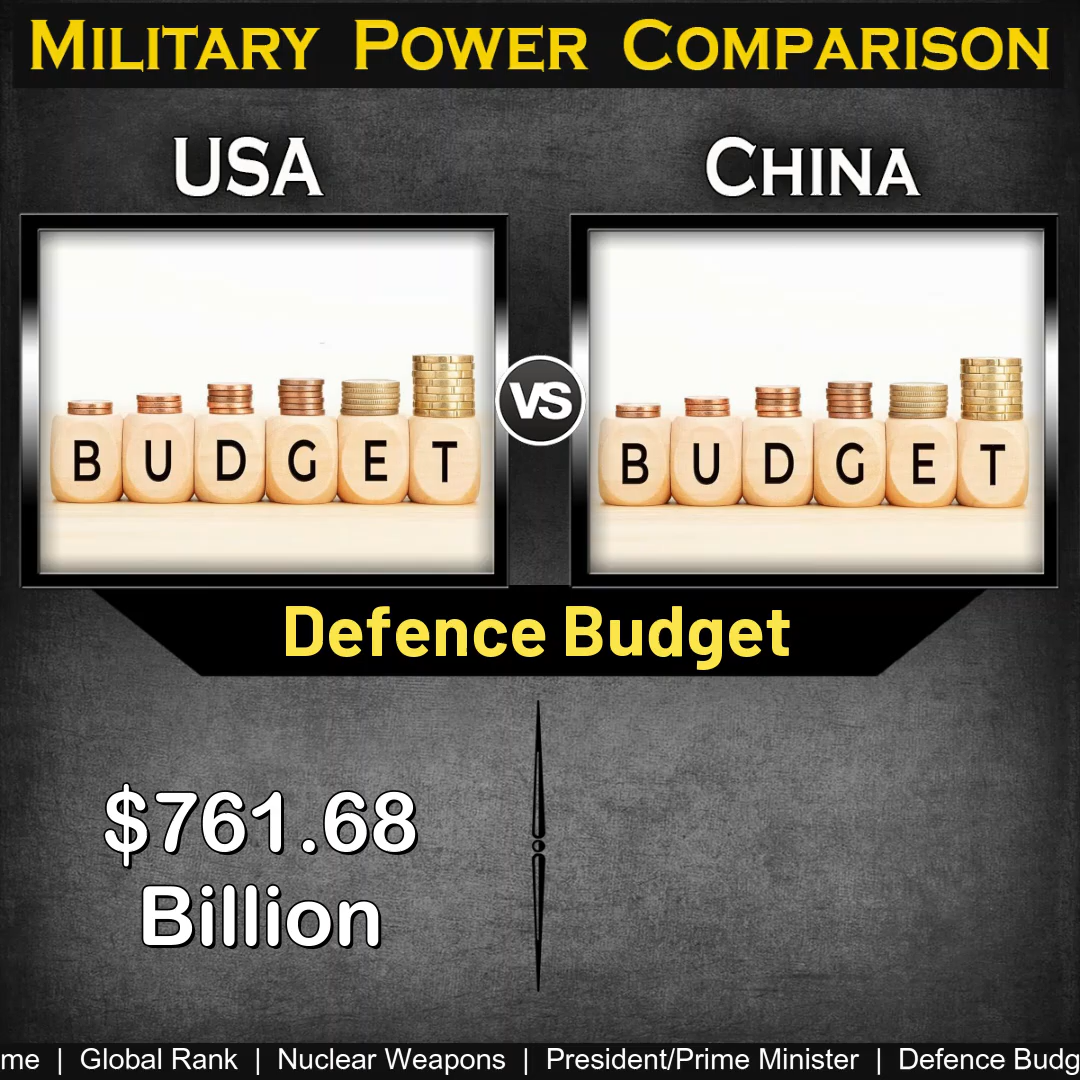 MILITARY POWER COMPARISON
USA
CHINA
BUDGET
VS
BUDGET
Defence Budget
$761.68
Billion
me | Global Rank | Nuclear Weapons | President/Prime Minister | Defence Budg